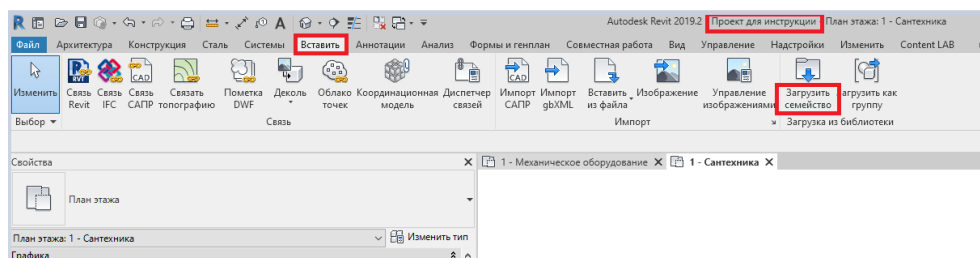 Autodesk Revit 2019.2 Проект для инструкции План этажа: 1 - Сантехника
Файл Архитектура Конструкция Сталь Системы Вставить Аннотации Анализ Формы и генплан Совместная работа Вид Управление Надстройки Изменить Content LAB
Изменить Связь Связь Связь Связать Пометка Деколь Облако Координационная Диспетчер Импорт Импорт Вставить Изображение Управление Загрузить Загрузить как
Revit IFC САПР топографию DWF точек модель связей САПР gbXML из файла изображениями семейство группу
Выбор Связь Импорт Загрузка из библиотеки
Свойства 1 - Механическое оборудование 1 - Сантехника
План этажа
План этажа: 1 - Сантехника Изменить тип
Графика